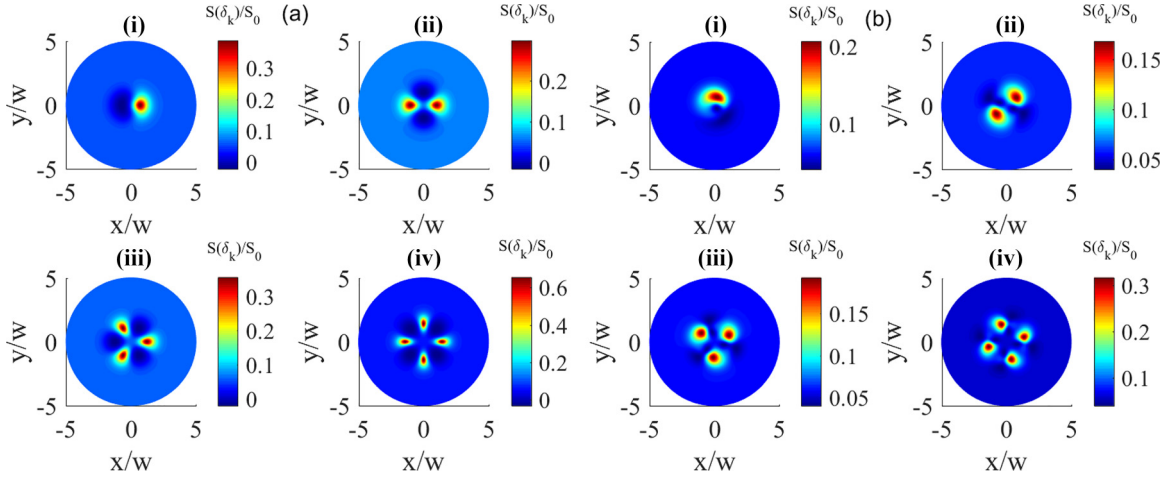 S(δk)/S0 (a) S(δk)/S0 S(δk)/S0 (b) S(δk)/S0
(i) (ii) (i) (ii)
y/w 5 0 -5 0.3 0.2 0.1 0
-5 0 5
x/w
y/w 5 0 -5 0.2 0.1 0
-5 0 5
x/w
y/w 5 0 -5 0.2 0.1
-5 0 5
x/w
y/w 5 0 -5 0.15 0.1 0.05
-5 0 5
x/w
S(δk)/S0 S(δk)/S0 S(δk)/S0 S(δk)/S0
(iii) (iv) (iii) (iv)
y/w 5 0 -5 0.3 0.2 0.1 0
-5 0 5
x/w
y/w 5 0 -5 0.6 0.4 0.2 0
-5 0 5
x/w
y/w 5 0 -5 0.15 0.1 0.05
-5 0 5
x/w
y/w 5 0 -5 0.3 0.2 0.1
-5 0 5
x/w